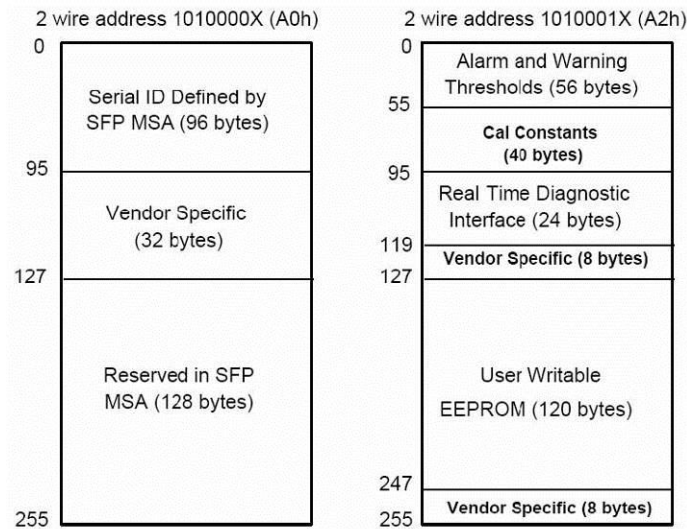 2 wire address 1010000X (A0h)
0
Serial ID Defined by
SFP MSA (96 bytes)
95
Vendor Specific
(32 bytes)
127
Reserved in SFP
MSA (128 bytes)
255
2 wire address 1010001X (A2h)
0
Alarm and Warning
Thresholds (56 bytes)
55
Cal Constants
(40 bytes)
95
Real Time Diagnostic
Interface (24 bytes)
119
Vendor Specific (8 bytes)
127
User Writable
EEPROM (120 bytes)
247
Vendor Specific (8 bytes)
255